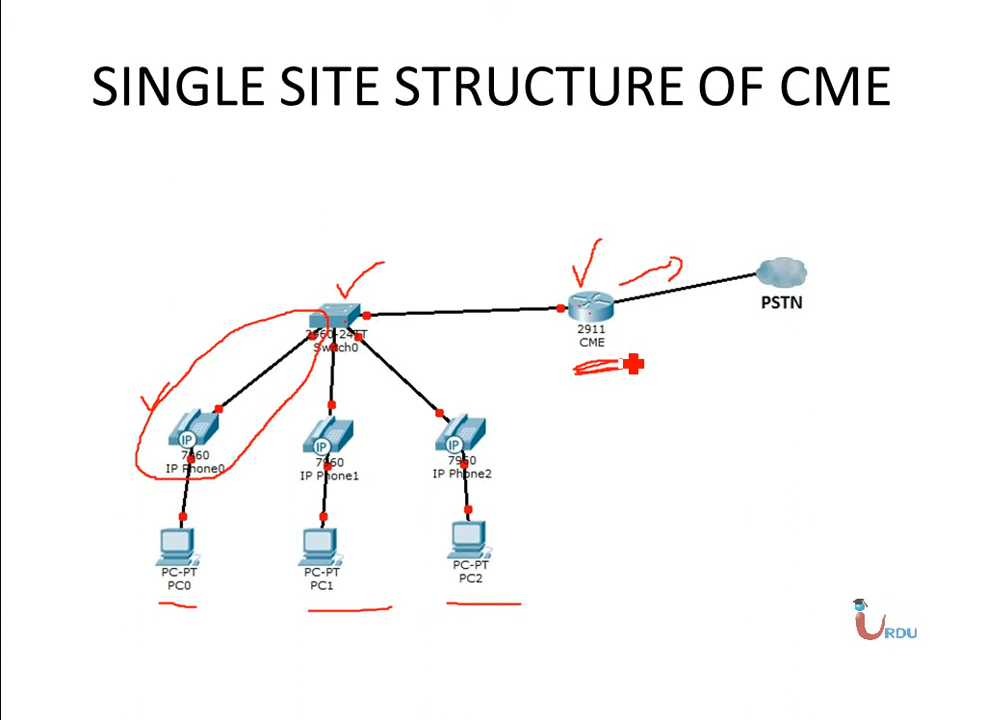 SINGLE SITE STRUCTURE OF CME
PSTN
2911
CME
2960-24TT
Switch0
IP
7960
IP Phone0
IP
7960
IP Phone1
IP
7960
IP Phone2
PC-PT
PC0
PC-PT
PC1
PC-PT
PC2
URDU